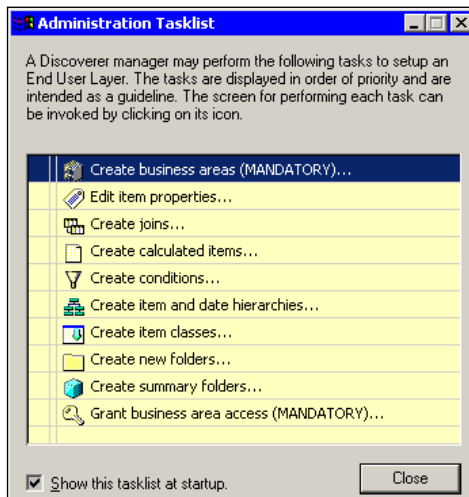 Administration Tasklist
A Discoverer manager may perform the following tasks to setup an
End User Layer. The tasks are displayed in order of priority and are
intended as a guideline. The screen for performing each task can
be invoked by clicking on its icon.
Create business areas (MANDATORY)...
Edit item properties...
Create joins...
Create calculated items...
Create conditions...
Create item and date hierarchies...
Create item classes...
Create new folders...
Create summary folders...
Grant business area access (MANDATORY)...
Show this tasklist at startup.
Close